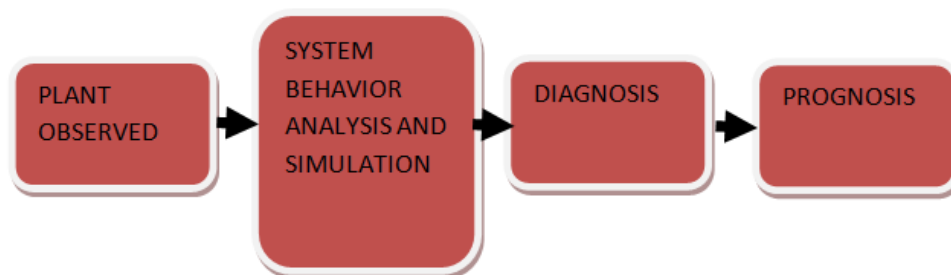 PLANT
OBSERVED
SYSTEM
BEHAVIOR
ANALYSIS AND
SIMULATION
DIAGNOSIS
PROGNOSIS